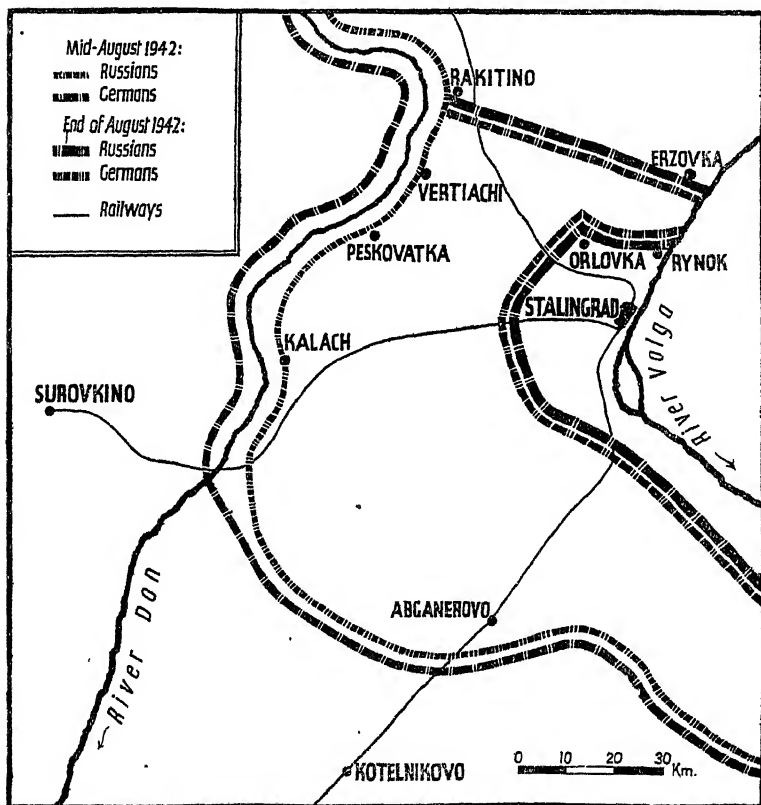 Mid-August 1942:
Russians
Germans
End of August 1942:
Russians
Germans
Railways
RAKITINO
ERZOVKA
VERTIACHI
PESKOVATKA
ORLOVKA
RYNOK
STALINGRAD
KALACH
River Volga
SUROVKINO
ABGANEROVO
River Don
0 10 20 30
Km.
KOTELNIKOVO